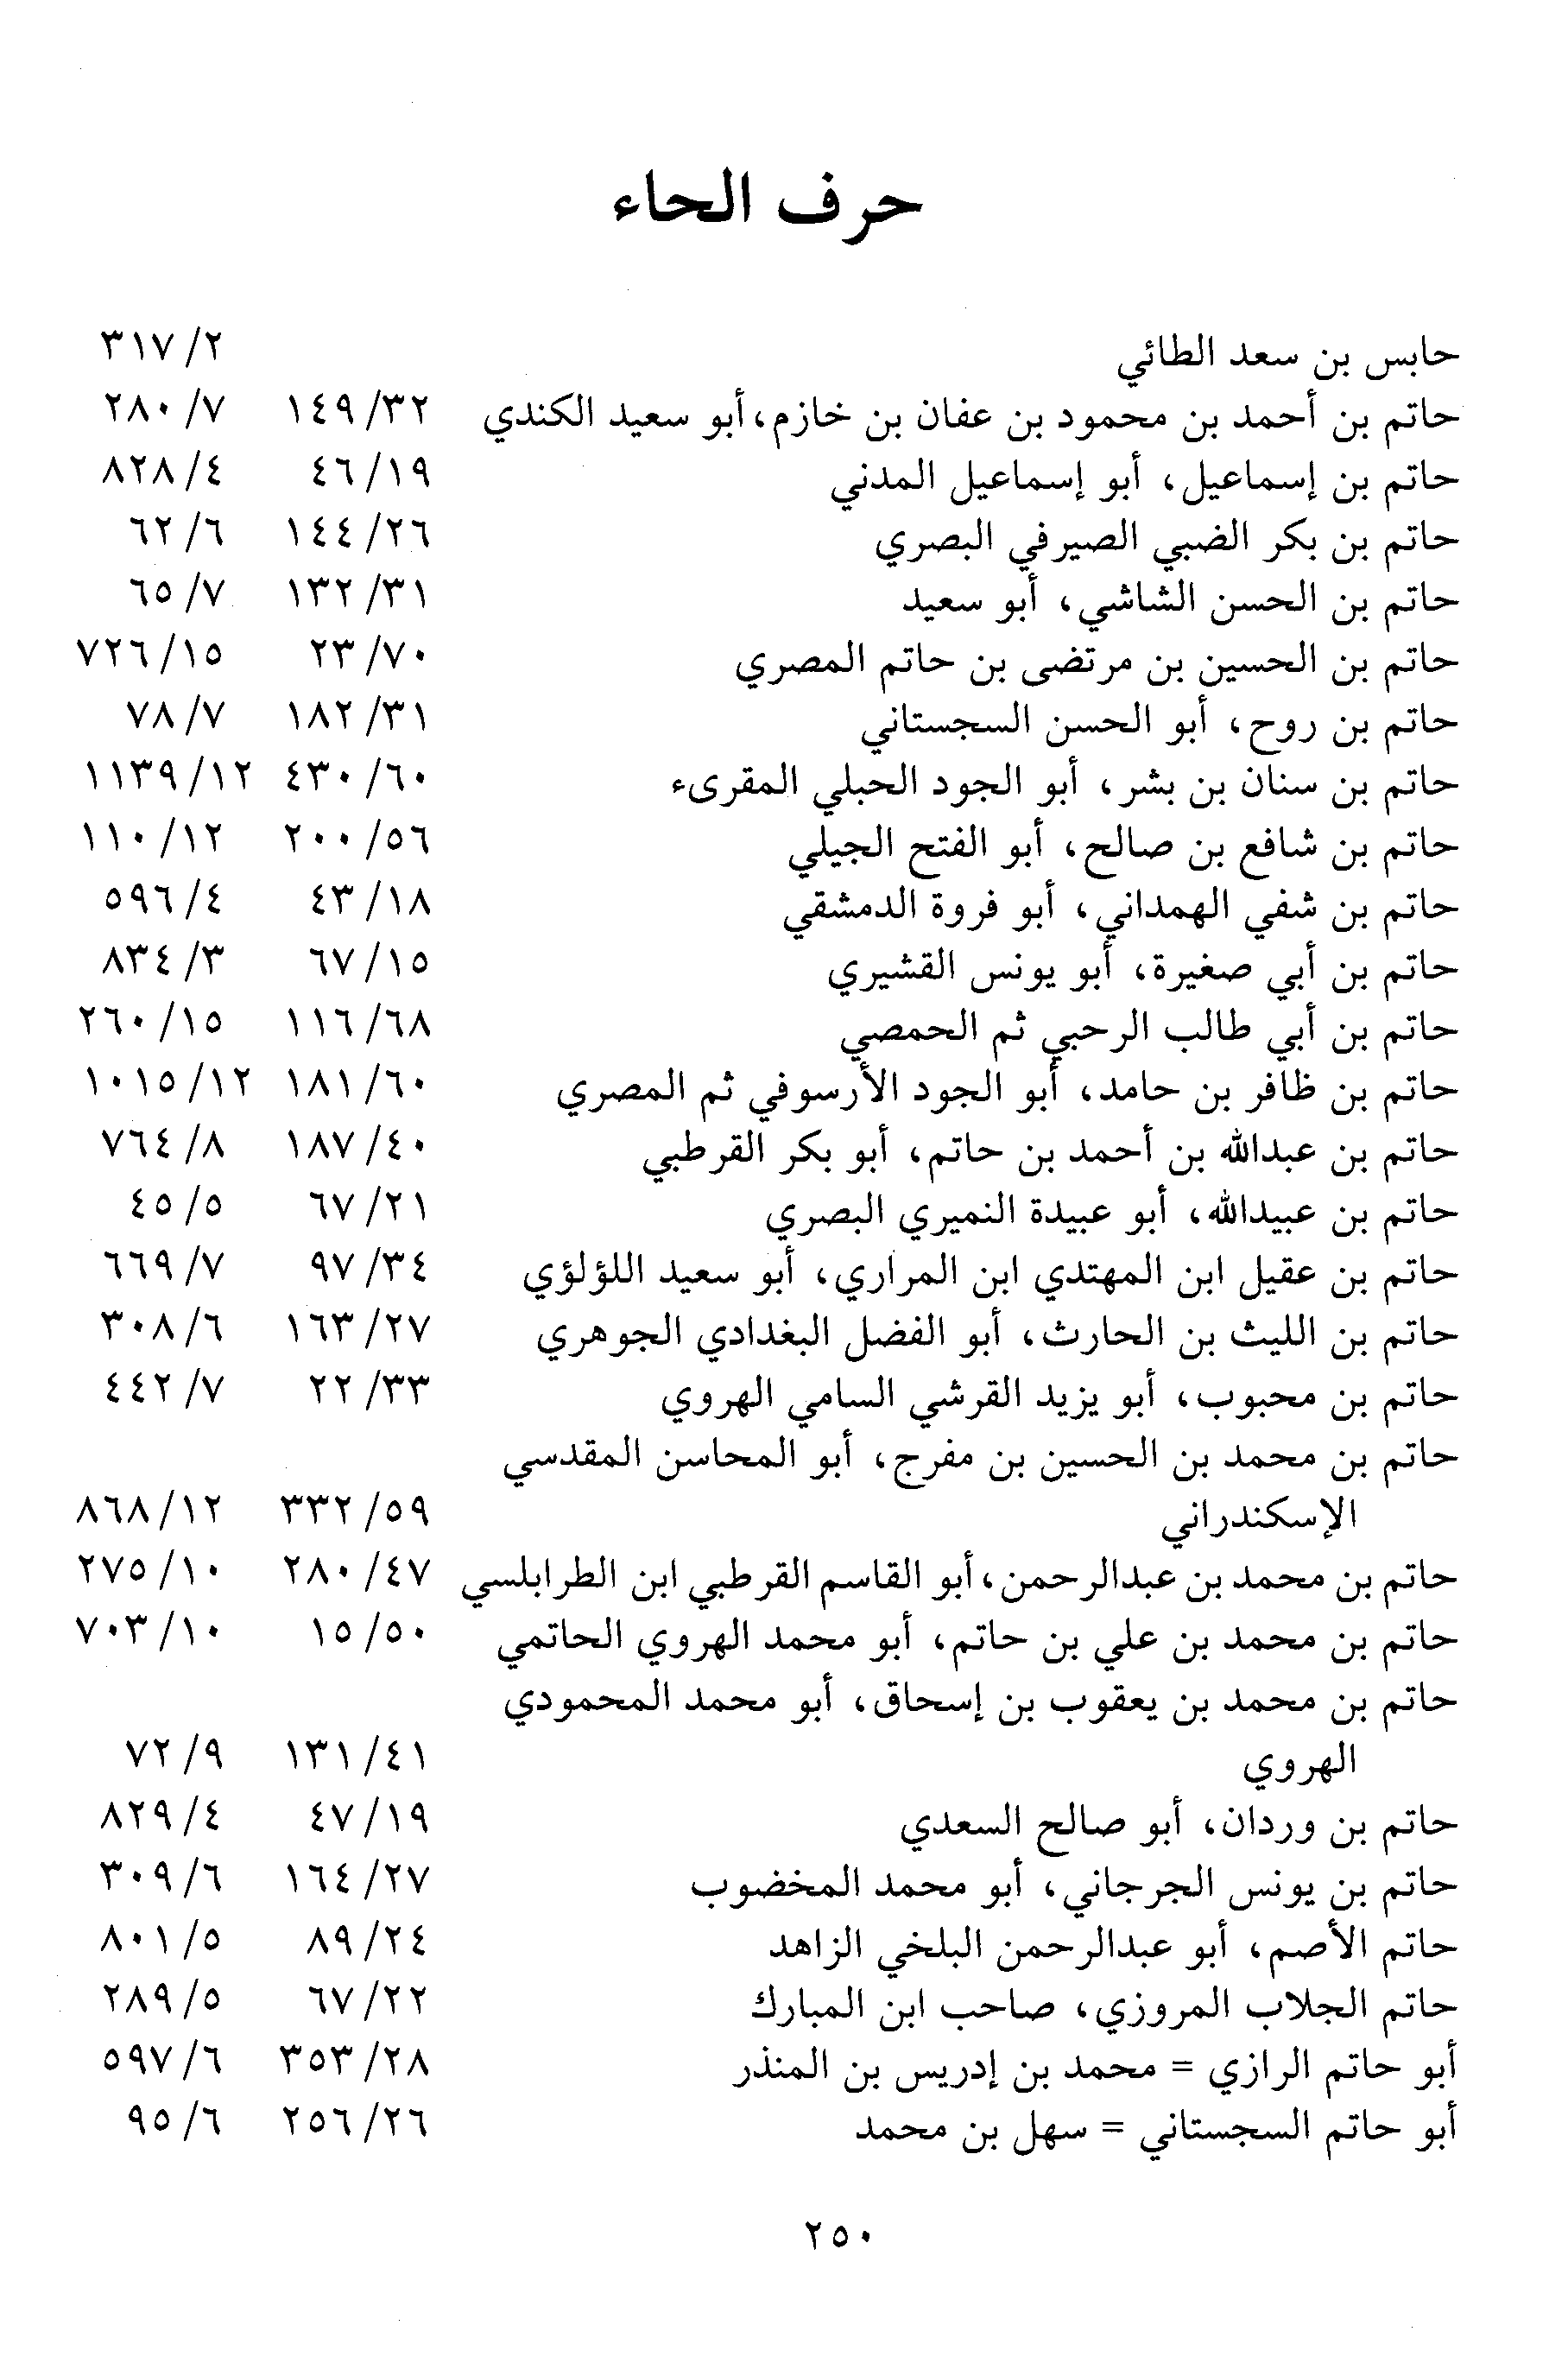 حرف الحاء
حابس بن سعد الطائي ٢/ ٣١٧
حاتم بن أحمد بن محمود بن عفان بن خازم، أبو سعيد الكندي ٣٢/ ١٤٩ ٧/ ٢٨٠
حاتم بن إسماعيل، أبو إسماعيل المدني ١٩/ ٤٦ ٤/ ٨٢٨
حاتم بن بكر الضبي الصيرفي البصري ٢٦/ ١٤٤ ٦/ ٦٢
حاتم بن الحسن الشاشي، أبو سعيد ٣١/ ١٣٢ ٧/ ٦٥
حاتم بن الحسين بن مرتضى بن حاتم المصري ٧٠/ ٢٣ ١٥/ ٧٢٦
حاتم بن روح، أبو الحسن السجستاني ٣١/ ١٨٢ ٧/ ٧٨
حاتم بن سنان بن بشر، أبو الجود الحبلي المقرىء ٦٠/ ٤٣٠ ١٢/ ١١٣٩
حاتم بن شافع بن صالح، أبو الفتح الجيلي ٥٦/ ٢٠٠ ١٢/ ١١٠
حاتم بن شفي الهمداني، أبو فروة الدمشقي ١٨/ ٤٣ ٤/ ٥٩٦
حاتم بن أبي صغيرة، أبو يونس القشيري ١٥/ ٦٧ ٣/ ٨٣٤
حاتم بن أبي طالب الرحبي ثم الحمصي ٦٨/ ١١٦ ١٥/ ٢٦٠
حاتم بن ظافر بن حامد، أبو الجود الأرسوفي ثم المصري ٦٠/ ١٨١ ١٢/ ١٠١٥
حاتم بن عبدالله بن أحمد بن حاتم، أبو بكر القرطبي ٤٠/ ١٨٧ ٨/ ٧٦٤
حاتم بن عبيدالله، أبو عبيدة النميري البصري ٢١/ ٦٧ ٥/ ٤٥
حاتم بن عقيل ابن المهتدي ابن المراري، أبو سعيد اللؤلؤي ٣٤/ ٩٧ ٧/ ٦٦٩
حاتم بن الليث بن الحارث، أبو الفضل البغدادي الجوهري ٢٧/ ١٦٣ ٦/ ٣٠٨
حاتم بن محبوب، أبو يزيد القرشي السامي الهروي ٣٣/ ٢٢ ٧/ ٤٤٢
حاتم بن محمد بن الحسين بن مفرج، أبو المحاسن المقدسي
الإسكندراني ٥٩/ ٣٣٢ ١٢/ ٨٦٨
حاتم بن محمد بن عبدالرحمن، أبو القاسم القرطبي ابن الطرابلسي ٤٧/ ٢٨٠ ١٠/ ٢٧٥
حاتم بن محمد بن علي بن حاتم، أبو محمد الهروي الحاتمي ٥٠/ ١٥ ١٠/ ٧٠٣
حاتم بن محمد بن يعقوب بن إسحاق، أبو محمد المحمودي
الهروي ٤١/ ١٣١ ٩/ ٧٢
حاتم بن وردان، أبو صالح السعدي ١٩/ ٤٧ ٤/ ٨٢٩
حاتم بن يونس الجرجاني، أبو محمد المخضوب ٢٧/ ١٦٤ ٦/ ٣٠٩
حاتم الأصم، أبو عبدالرحمن البلخي الزاهد ٢٤/ ٨٩ ٥/ ٨٠١
حاتم الجلاب المروزي، صاحب ابن المبارك ٢٢/ ٦٧ ٥/ ٢٨٩
أبو حاتم الرازي = محمد بن إدريس بن المنذر ٢٨/ ٣٥٣ ٦/ ٥٩٧
أبو حاتم السجستاني = سهل بن محمد ٢٦/ ٢٥٦ ٦/ ٩٥
٢٥٠